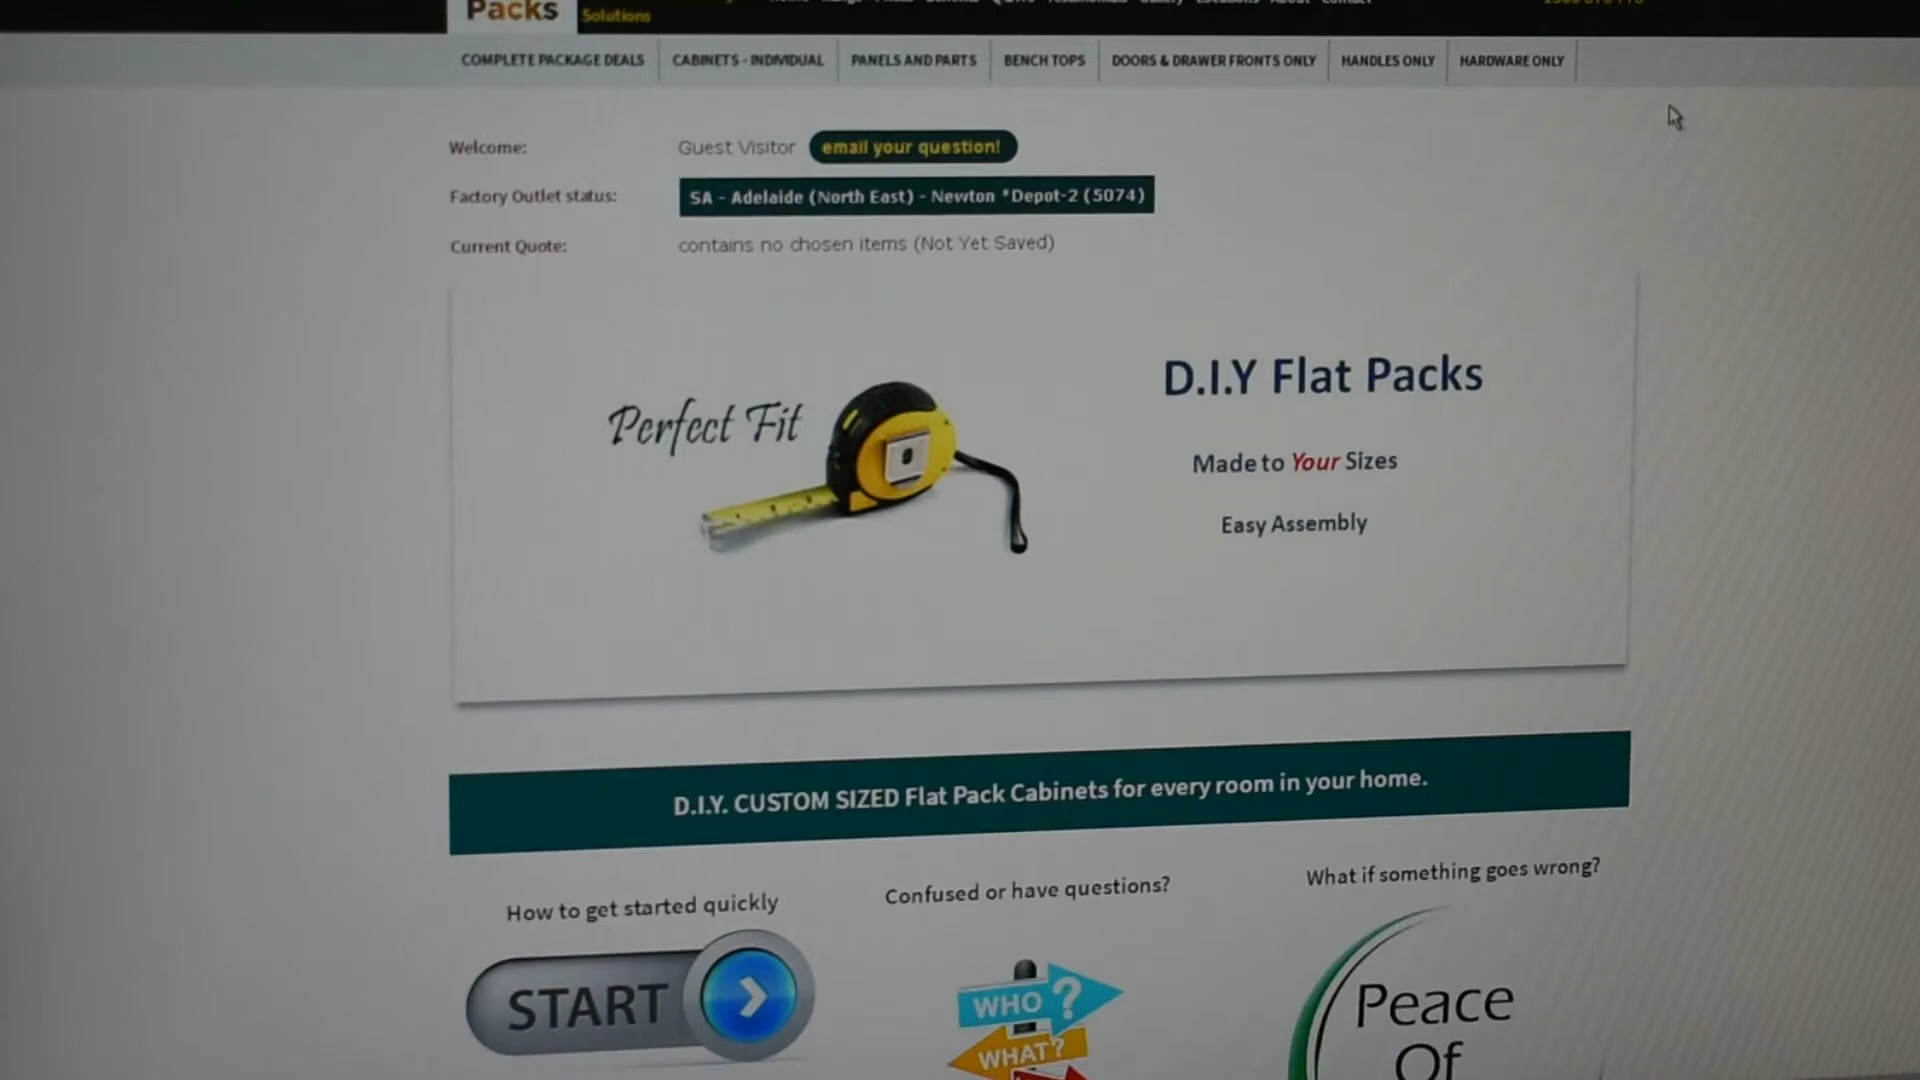 Packs
Solutions
COMPLETE PACKAGE DEALS
CABINETS - INDIVIDUAL
PANELS AND PARTS
BENCH TOPS
DOORS & DRAWER FRONTS ONLY
HANDLES ONLY
HARDWARE ONLY
Welcome:
Guest Visitor
email your question!
Factory Outlet status:
SA - Adelaide (North East) - Newton *Depot-2 (5074)
Current Quote:
contains no chosen items (Not Yet Saved)
Perfect Fit
D.I.Y Flat Packs
Made to Your Sizes
Easy Assembly
D.I.Y. CUSTOM SIZED Flat Pack Cabinets for every room in your home.
How to get started quickly
Confused or have questions?
What if something goes wrong?
START
WHO?
WHAT?
Peace
Of